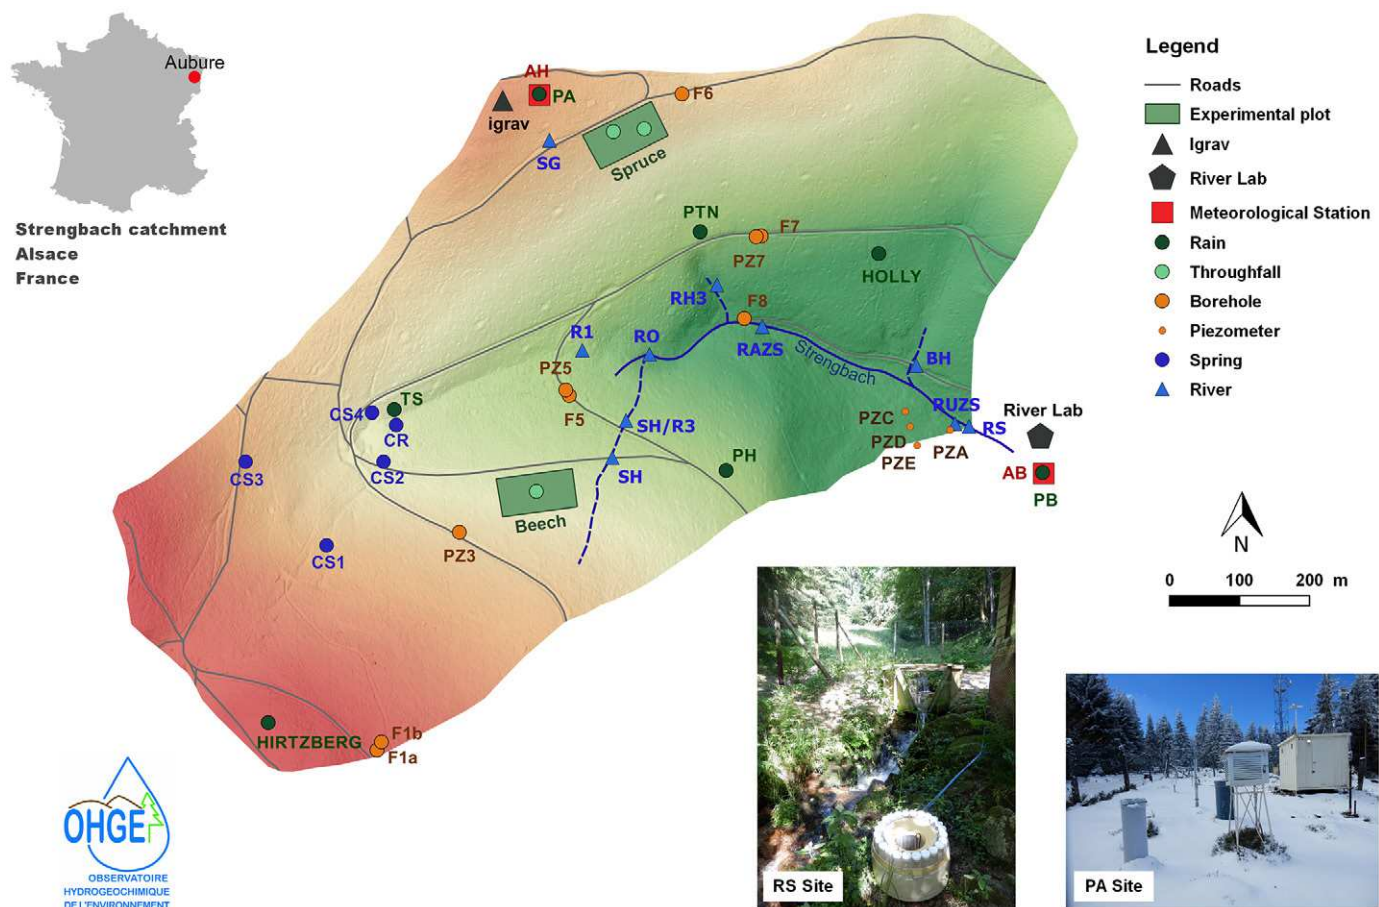 Aubure
Strengbach catchment
Alsace
France
AH
PA
igrav
F6
SG
Spruce
PTN
F7
PZ7
HOLLY
RH3
F8
R1
RO
RAZS
Strengbach
BH
PZ5
F5
CS4
TS
CR
SH/R3
PZC
RUZS
RS
PZD
PZA
PZE
River Lab
AB
PB
CS3
CS2
SH
PH
Beech
CS1
PZ3
HIRTZBERG
F1b
F1a
Legend
Roads
Experimental plot
Igrav
River Lab
Meteorological Station
Rain
Throughfall
Borehole
Piezometer
Spring
River
N
0 100 200 m
OHGE
OBSERVATOIRE
HYDROGEOCHIMIQUE
DE L'ENVIRONNEMENT
RS Site
PA Site